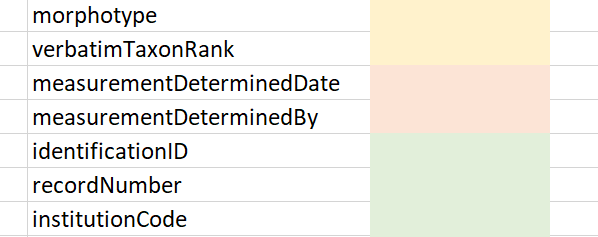 morphotype
verbatimTaxonRank
measurementDeterminedDate
measurementDeterminedBy
identificationID
recordNumber
institutionCode